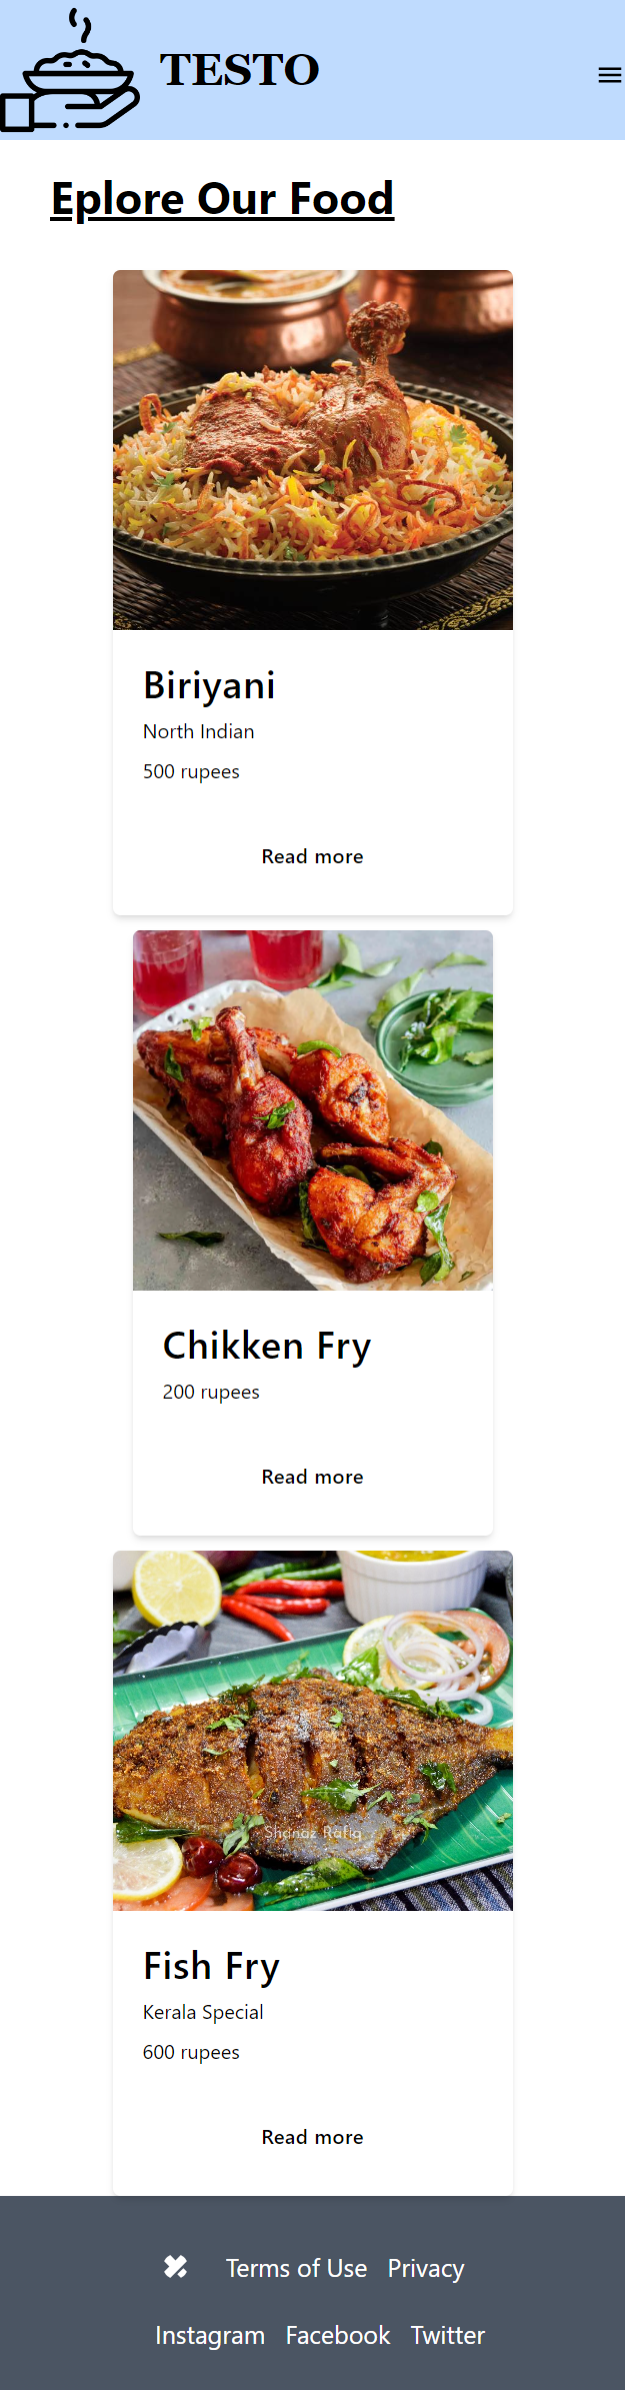 TESTO
Eplore Our Food
Biriyani
North Indian
500 rupees
Read more
Chikken Fry
200 rupees
Read more
Shanaz Rafiq
Fish Fry
Kerala Special
600 rupees
Read more
Terms of Use Privacy
Instagram Facebook Twitter